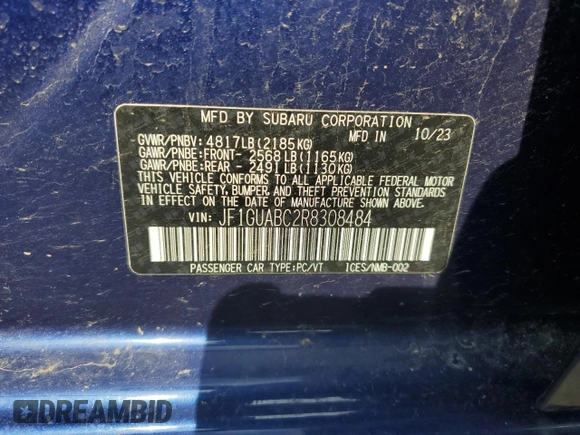 MFD BY SUBARU CORPORATION
GVWR/PNBV: 4817LB(2185KG) MFD IN 10/23
GAWR/PNBE:FRONT- 2568LB(1165KG)
GAWR/PNBE:REAR - 2491LB(1130KG)
THIS VEHICLE CONFORMS TO ALL APPLICABLE FEDERAL MOTOR
VEHICLE SAFETY, BUMPER, AND THEFT PREVENTION STANDARDS
IN EFFECT ON THE DATE OF MANUFACTURE SHOWN ABOVE.
VIN: JF1GUABC2R8308484
PASSENGER CAR TYPE:PC/VT ICES/NMB-002
DREAMBID